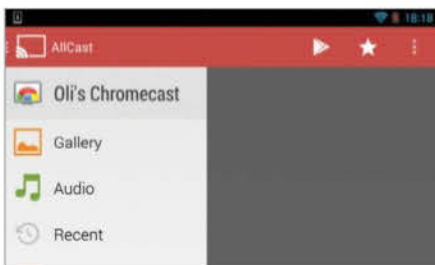 18:18
AllCast
Oli's Chromecast
Gallery
Audio
Recent